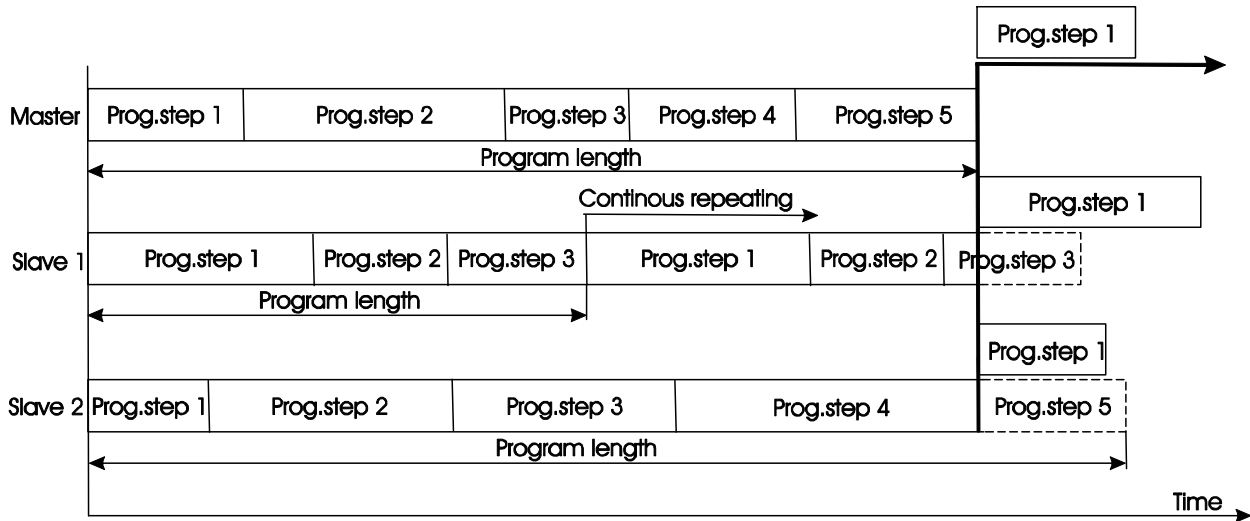 Prog.step 1
Master Prog.step 1 Prog.step 2 Prog.step 3 Prog.step 4 Prog.step 5
Program length
Prog.step 1
Continous repeating
Slave 1 Prog.step 1 Prog.step 2 Prog.step 3 Prog.step 1 Prog.step 2 Prog.step 3
Program length
Prog.step 1
Slave 2 Prog.step 1 Prog.step 2 Prog.step 3 Prog.step 4 Prog.step 5
Program length
Time